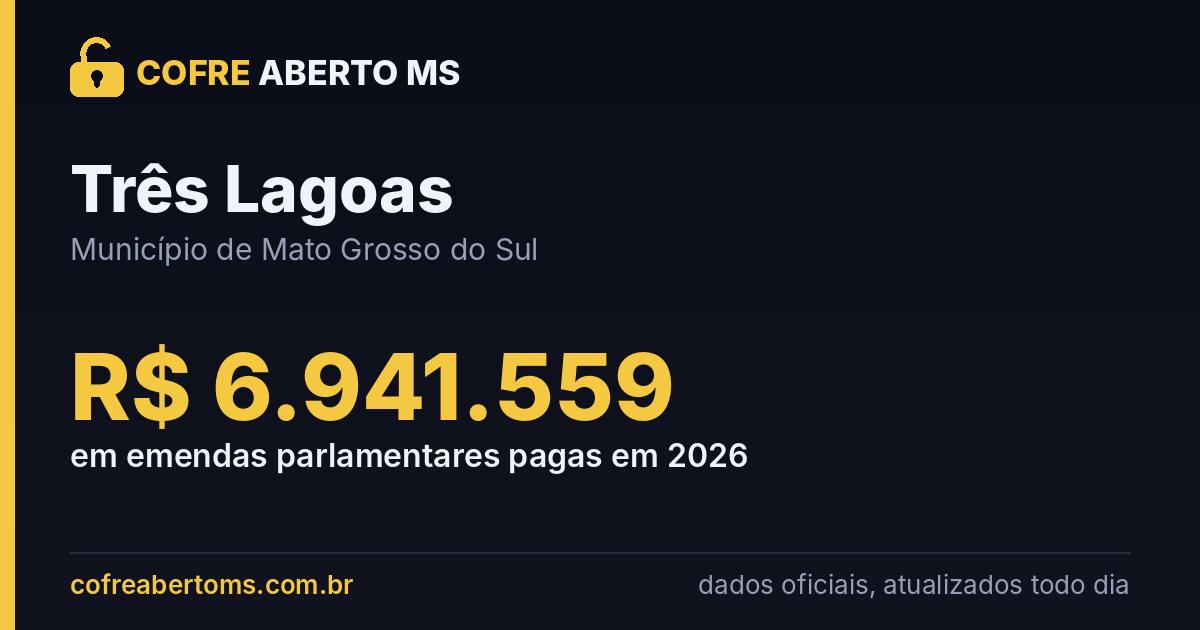 COFRE ABERTO MS
Três Lagoas
Município de Mato Grosso do Sul
R$ 6.941.559
em emendas parlamentares pagas em 2026
cofreabertoms.com.br
dados oficiais, atualizados todo dia